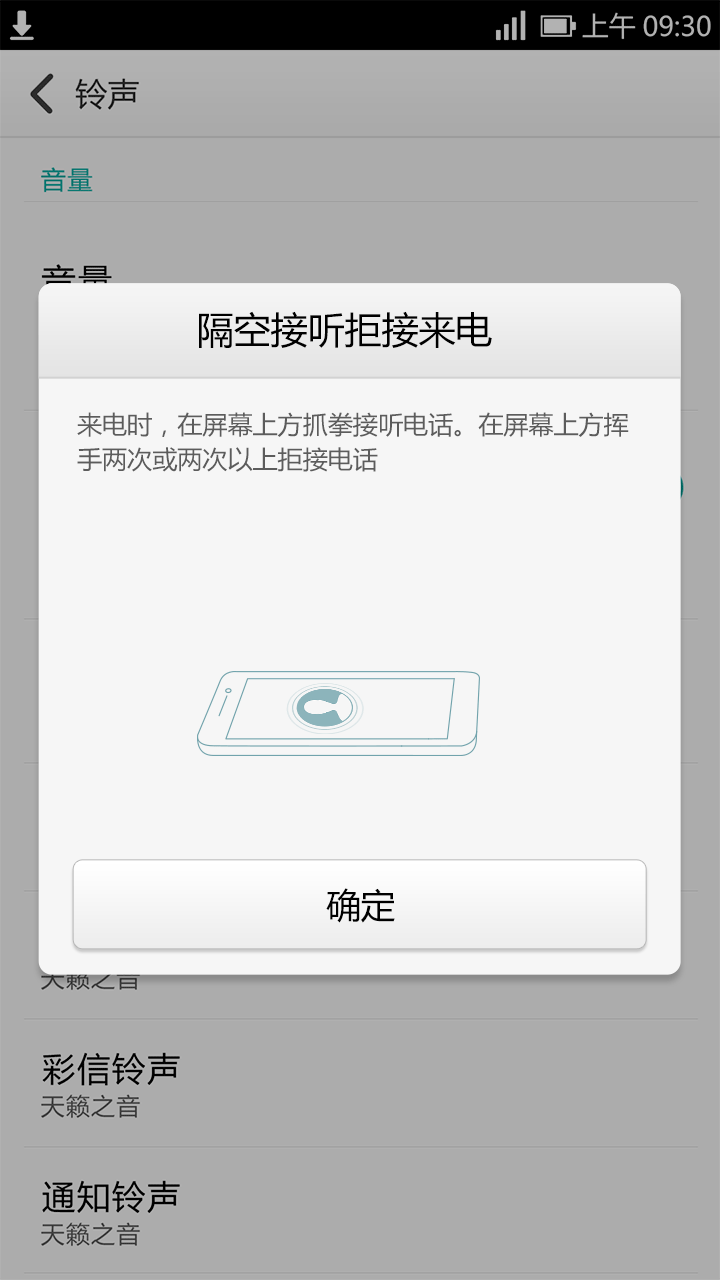 上午 09:30
铃声
音量
音量
隔空接听拒接来电
来电时，在屏幕上方抓拳接听电话。在屏幕上方挥
手两次或两次以上拒接电话
确定
天籁之音
彩信铃声
天籁之音
通知铃声
天籁之音